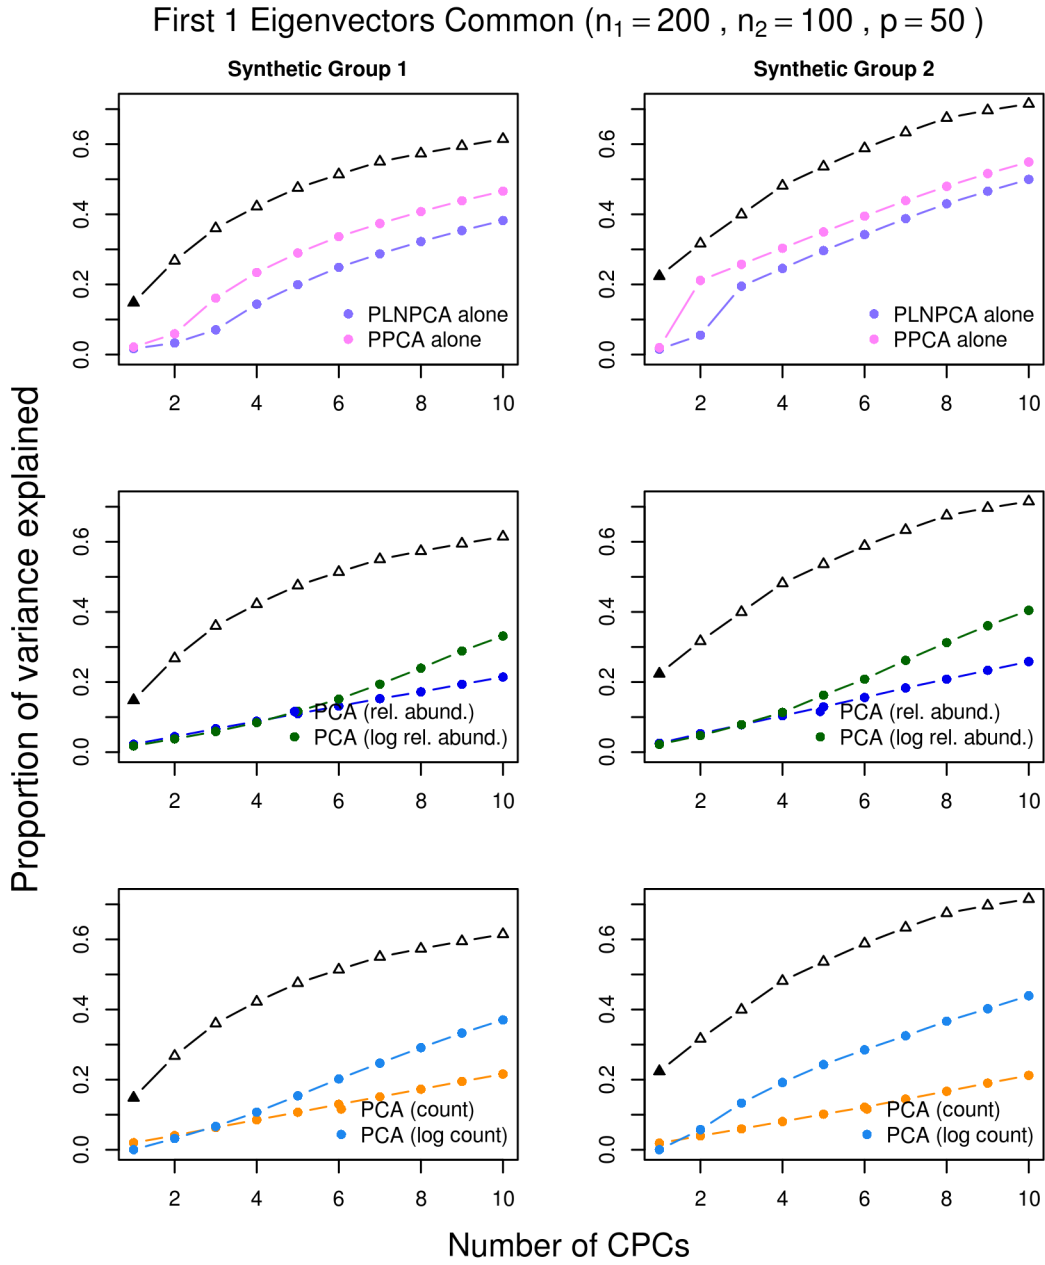 First 1 Eigenvectors Common (n₁ = 200 , n₂ = 100 , p = 50 )
Synthetic Group 1
Synthetic Group 2
Proportion of variance explained
0.0 0.2 0.4 0.6
PLNPCA alone
PPCA alone
2 4 6 8 10
0.0 0.2 0.4 0.6
PLNPCA alone
PPCA alone
2 4 6 8 10
0.0 0.2 0.4 0.6
PCA (rel. abund.)
PCA (log rel. abund.)
2 4 6 8 10
0.0 0.2 0.4 0.6
PCA (rel. abund.)
PCA (log rel. abund.)
2 4 6 8 10
0.0 0.2 0.4 0.6
PCA (count)
PCA (log count)
2 4 6 8 10
0.0 0.2 0.4 0.6
PCA (count)
PCA (log count)
2 4 6 8 10
Number of CPCs